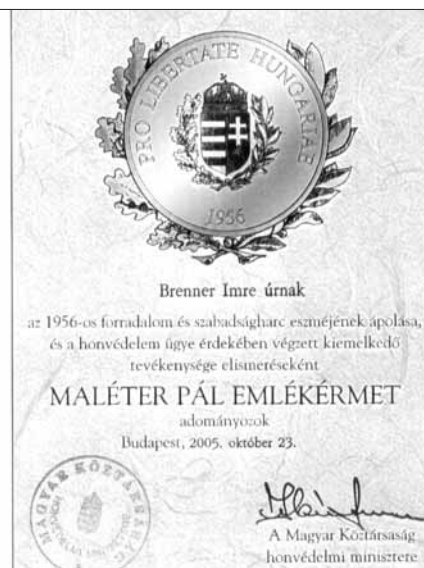 PRO LIBERTATE HUNGARIAE
1956
Brenner Imre úrnak
az 1956-os forradalom és szabadságharc eszméjének ápolása,
és a honvédelem ügye érdekében végzett kiemelkedő
tevékenysége elismeréseként
MALÉTER PÁL EMLÉKÉRMET
adományozok
Budapest, 2005. október 23.
MAGYAR KÖZTÁRSASÁG
A Magyar Köztársaság
honvédelmi minisztere